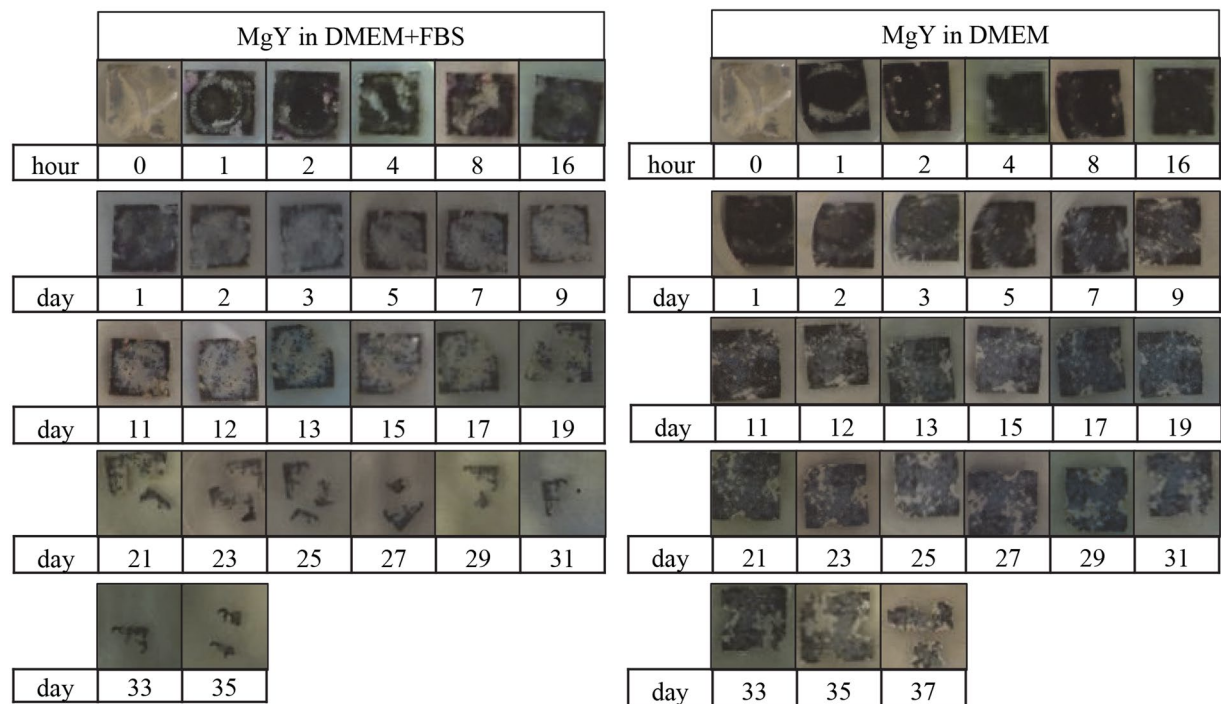 MgY in DMEM+FBS
hour 0 1 2 4 8 16
day 1 2 3 5 7 9
day 11 12 13 15 17 19
day 21 23 25 27 29 31
day 33 35
MgY in DMEM
hour 0 1 2 4 8 16
day 1 2 3 5 7 9
day 11 12 13 15 17 19
day 21 23 25 27 29 31
day 33 35 37